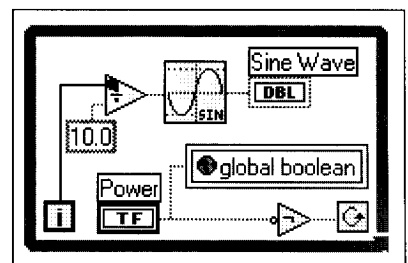 Sine Wave
SIN
DBL
10.0
global boolean
Power
i
TF